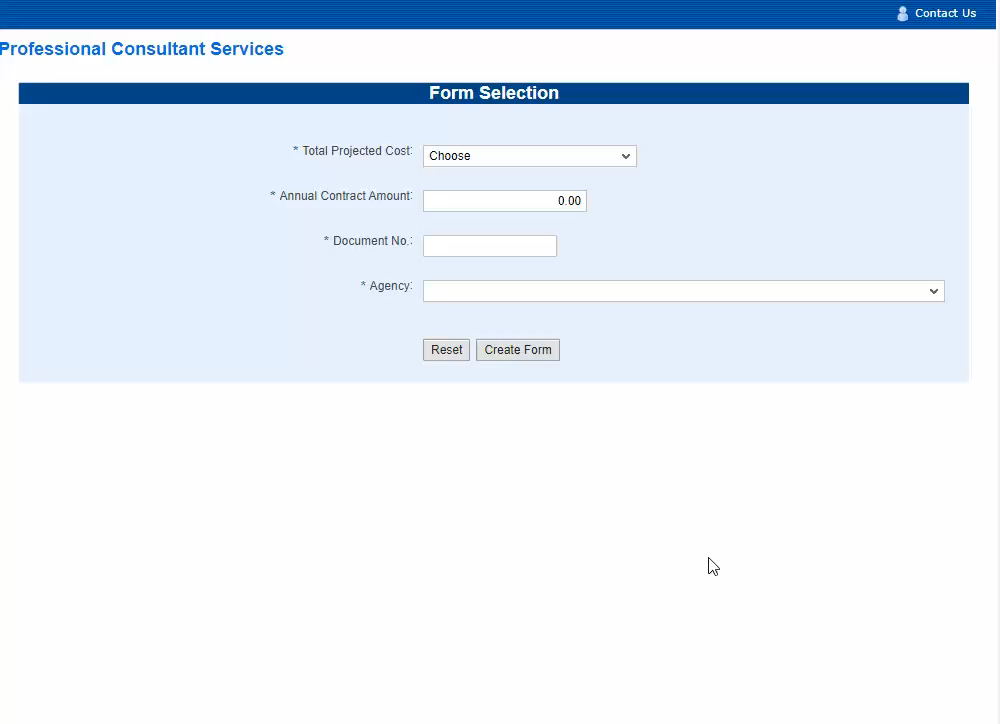 Contact Us
Professional Consultant Services
Form Selection
* Total Projected Cost:
Choose
* Annual Contract Amount:
0.00
* Document No.:
* Agency:
Reset
Create Form